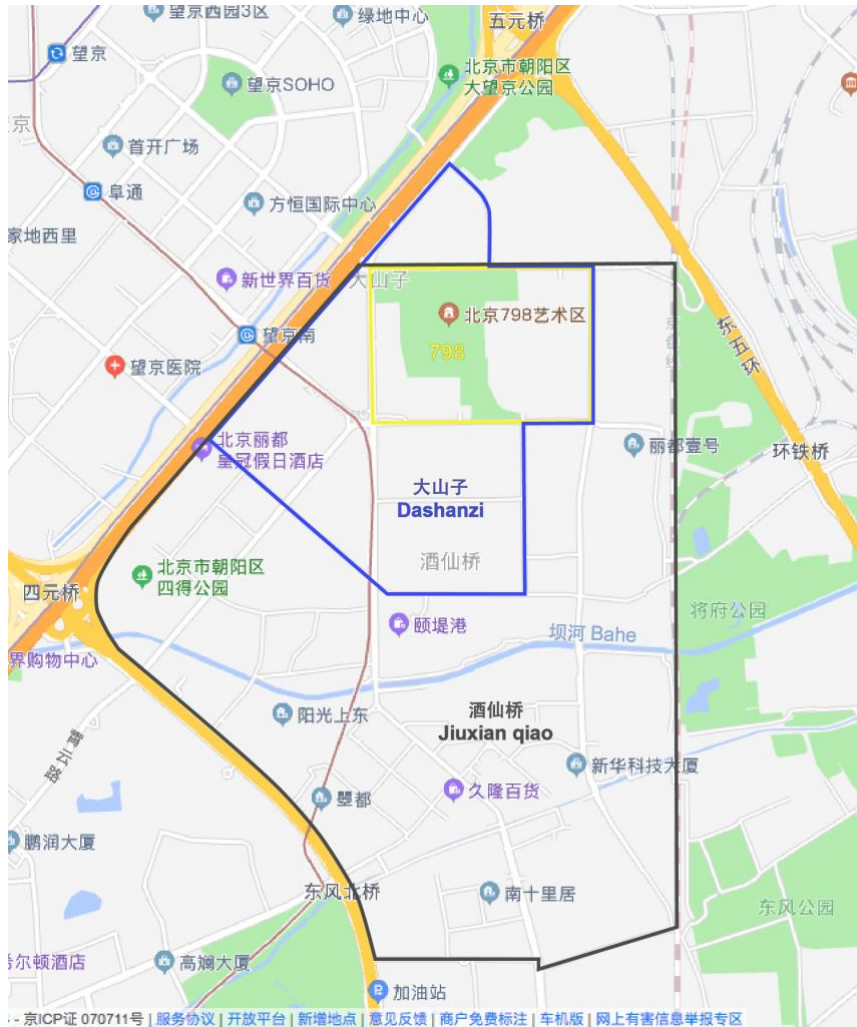 望京西园3区
绿地中心
五元桥
望京
北京市朝阳区
大望京公园
望京SOHO
京
首开广场
阜通
方恒国际中心
家地西里
新世界百货
大山子
北京798艺术区
望京南
东五环
798
望京医院
北京丽都
皇冠假日酒店
丽都壹号
环铁桥
大山子
Dashanzi
酒仙桥
北京市朝阳区
四得公园
四元桥
将府公园
颐堤港
坝河 Bahe
界购物中心
酒仙桥
Jiuxian qiao
阳光上东
新华科技大厦
久隆百货
瞾都
鹏润大厦
东风北桥
南十里居
东风公园
希尔顿酒店
高斓大厦
加油站
- 京ICP证 070711号 | 服务协议 | 开放平台 | 新增地点 | 意见反馈 | 商户免费标注 | 车机版 | 网上有害信息举报专区